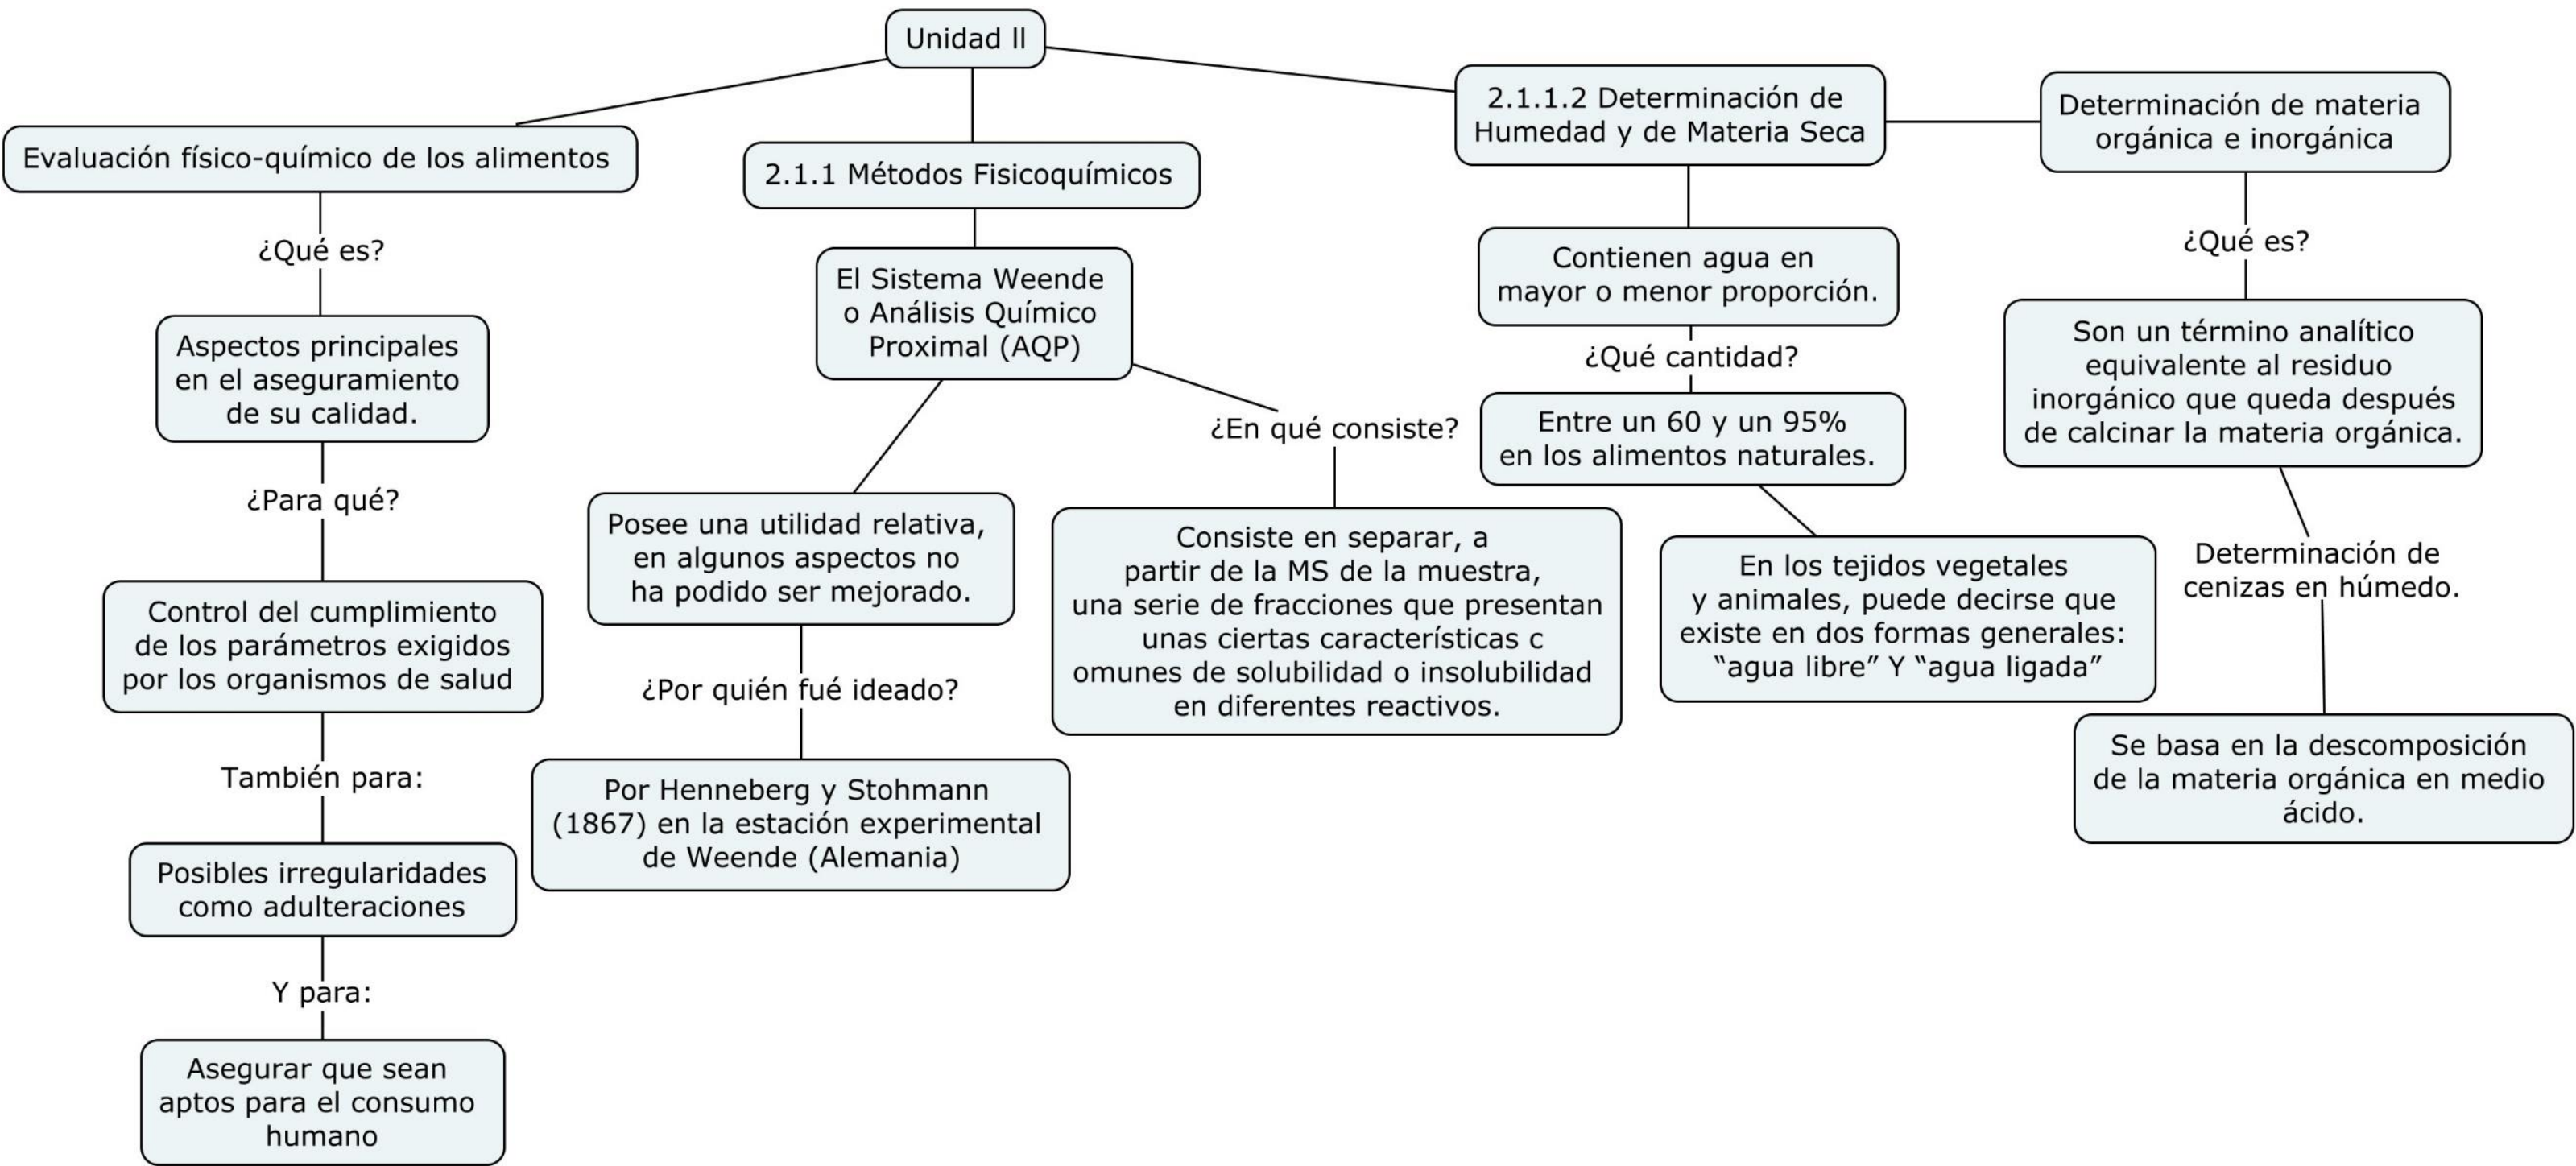 Unidad ll
Evaluación físico-químico de los alimentos
¿Qué es?
Aspectos principales
en el aseguramiento
de su calidad.
¿Para qué?
Control del cumplimiento
de los parámetros exigidos
por los organismos de salud
También para:
Posibles irregularidades
como adulteraciones
Y para:
Asegurar que sean
aptos para el consumo
humano
2.1.1 Métodos Fisicoquímicos
El Sistema Weende
o Análisis Químico
Proximal (AQP)
Posee una utilidad relativa,
en algunos aspectos no
ha podido ser mejorado.
¿Por quién fué ideado?
Por Henneberg y Stohmann
(1867) en la estación experimental
de Weende (Alemania)
¿En qué consiste?
Consiste en separar, a
partir de la MS de la muestra,
una serie de fracciones que presentan
unas ciertas características c
omunes de solubilidad o insolubilidad
en diferentes reactivos.
2.1.1.2 Determinación de
Humedad y de Materia Seca
Contienen agua en
mayor o menor proporción.
¿Qué cantidad?
Entre un 60 y un 95%
en los alimentos naturales.
En los tejidos vegetales
y animales, puede decirse que
existe en dos formas generales:
“agua libre” Y “agua ligada”
Determinación de materia
orgánica e inorgánica
¿Qué es?
Son un término analítico
equivalente al residuo
inorgánico que queda después
de calcinar la materia orgánica.
Determinación de
cenizas en húmedo.
Se basa en la descomposición
de la materia orgánica en medio
ácido.